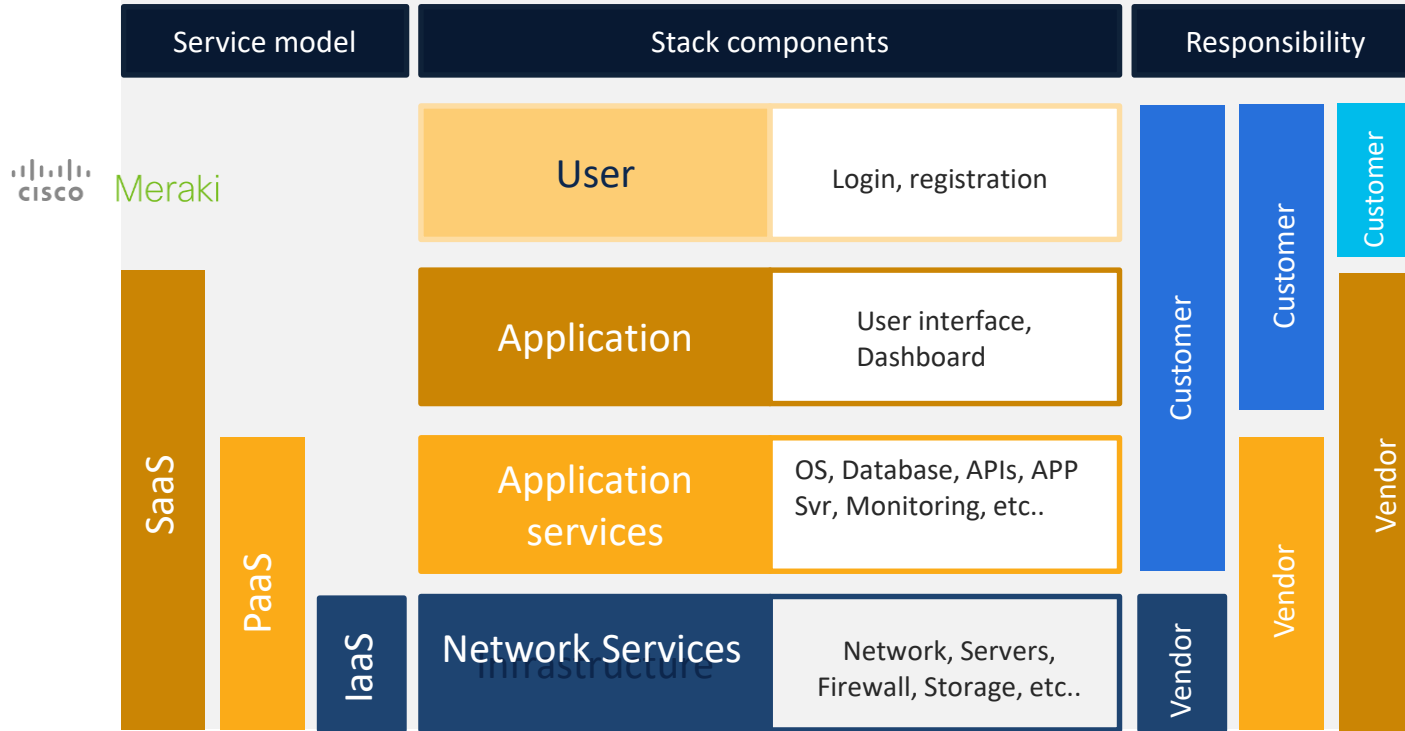 Service model
Stack components
Responsibility
CISCO Meraki
User
Login, registration
Application
User interface,
Dashboard
Application
services
OS, Database, APIs, APP
Svr, Monitoring, etc..
Network Services
Infrastructure
Network, Servers,
Firewall, Storage, etc..
SaaS
PaaS
IaaS
Customer
Vendor
Customer
Vendor
Customer
Vendor